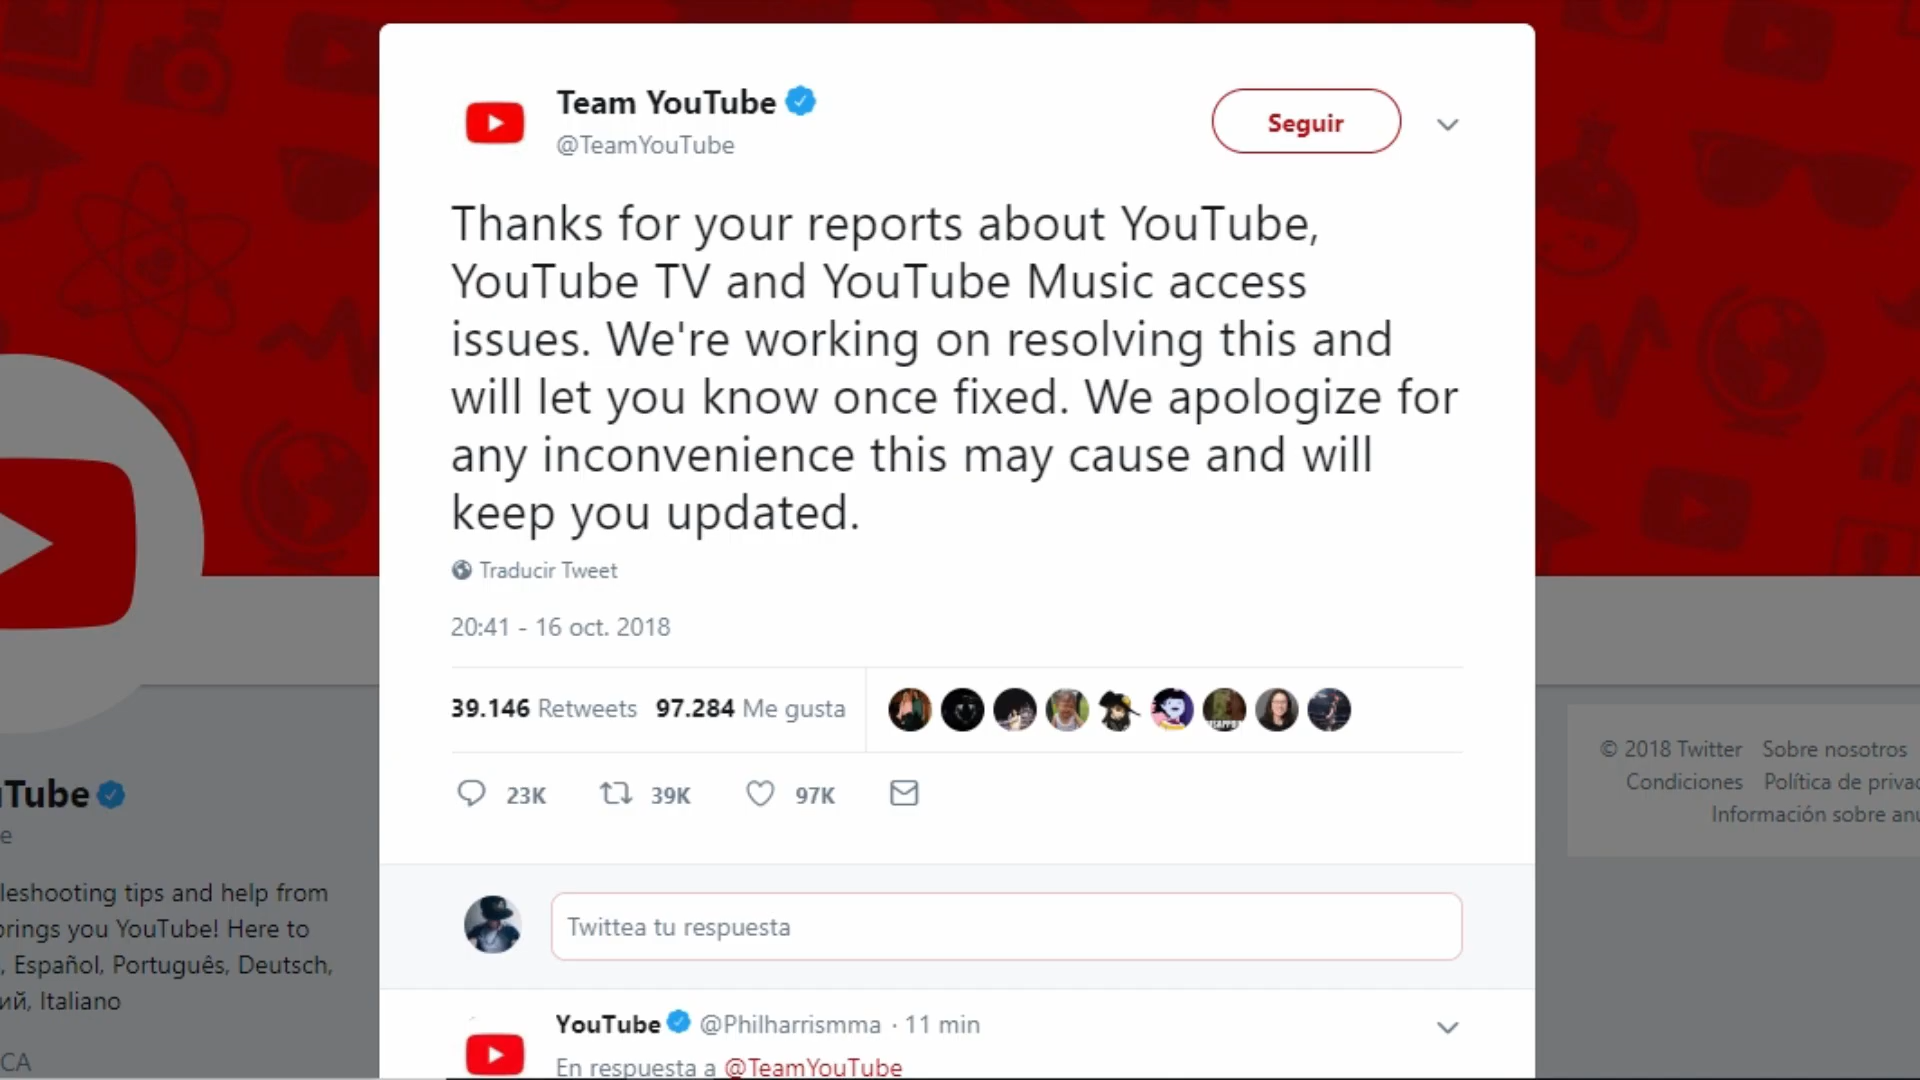 Team YouTube
@TeamYouTube
Seguir
Thanks for your reports about YouTube,
YouTube TV and YouTube Music access
issues. We're working on resolving this and
will let you know once fixed. We apologize for
any inconvenience this may cause and will
keep you updated.
Traducir Tweet
20:41 - 16 oct. 2018
39.146 Retweets 97.284 Me gusta
23K 39K 97K
Twittea tu respuesta
YouTube @Philharrismma · 11 min
En respuesta a @TeamYouTube
uTube
e
leshooting tips and help from
brings you YouTube! Here to
, Español, Português, Deutsch,
ий, Italiano
CA
© 2018 Twitter Sobre nosotros
Condiciones Política de privac
Información sobre anu